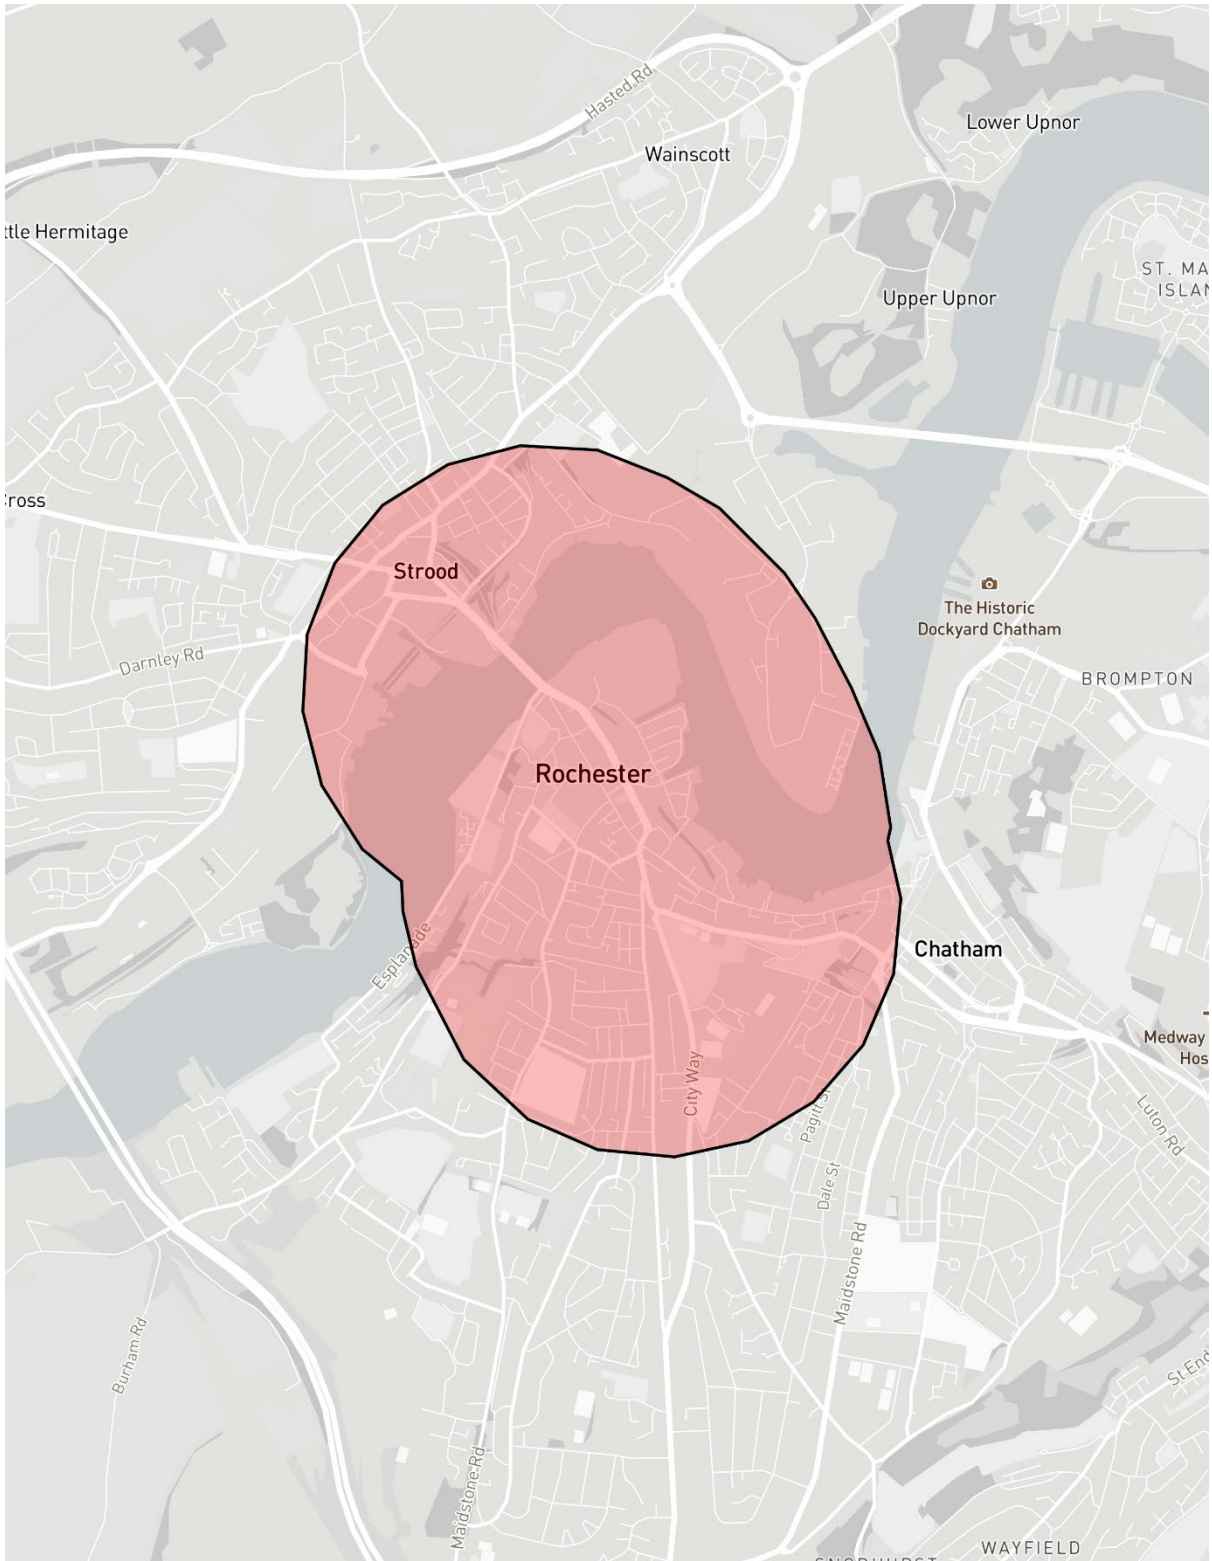 Hasted Rd
Lower Upnor
Wainscott
ttle Hermitage
ST. MA
ISLAN
Upper Upnor
Cross
Strood
The Historic
Dockyard Chatham
Darnley Rd
BROMPTON
Rochester
Esplanade
Chatham
Medway
Hos
City Way
Pagitt St
Luton Rd
Dale St
Maidstone Rd
Burham Rd
St End
Maidstone Rd
WAYFIELD